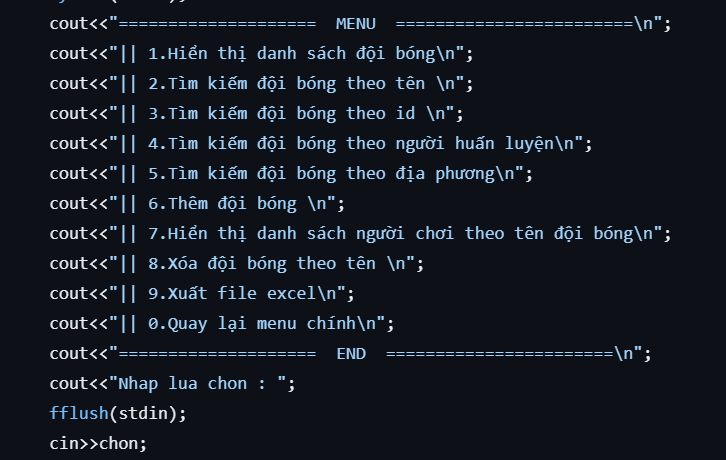 cout<<"====================  MENU  ========================\n";
cout<<"|| 1.Hiển thị danh sách đội bóng\n";
cout<<"|| 2.Tìm kiếm đội bóng theo tên \n";
cout<<"|| 3.Tìm kiếm đội bóng theo id \n";
cout<<"|| 4.Tìm kiếm đội bóng theo người huấn luyện\n";
cout<<"|| 5.Tìm kiếm đội bóng theo địa phương\n";
cout<<"|| 6.Thêm đội bóng \n";
cout<<"|| 7.Hiển thị danh sách người chơi theo tên đội bóng\n";
cout<<"|| 8.Xóa đội bóng theo tên \n";
cout<<"|| 9.Xuất file excel\n";
cout<<"|| 0.Quay lại menu chính\n";
cout<<"====================  END  =======================\n";
cout<<"Nhap lua chon : ";
fflush(stdin);
cin>>chon;